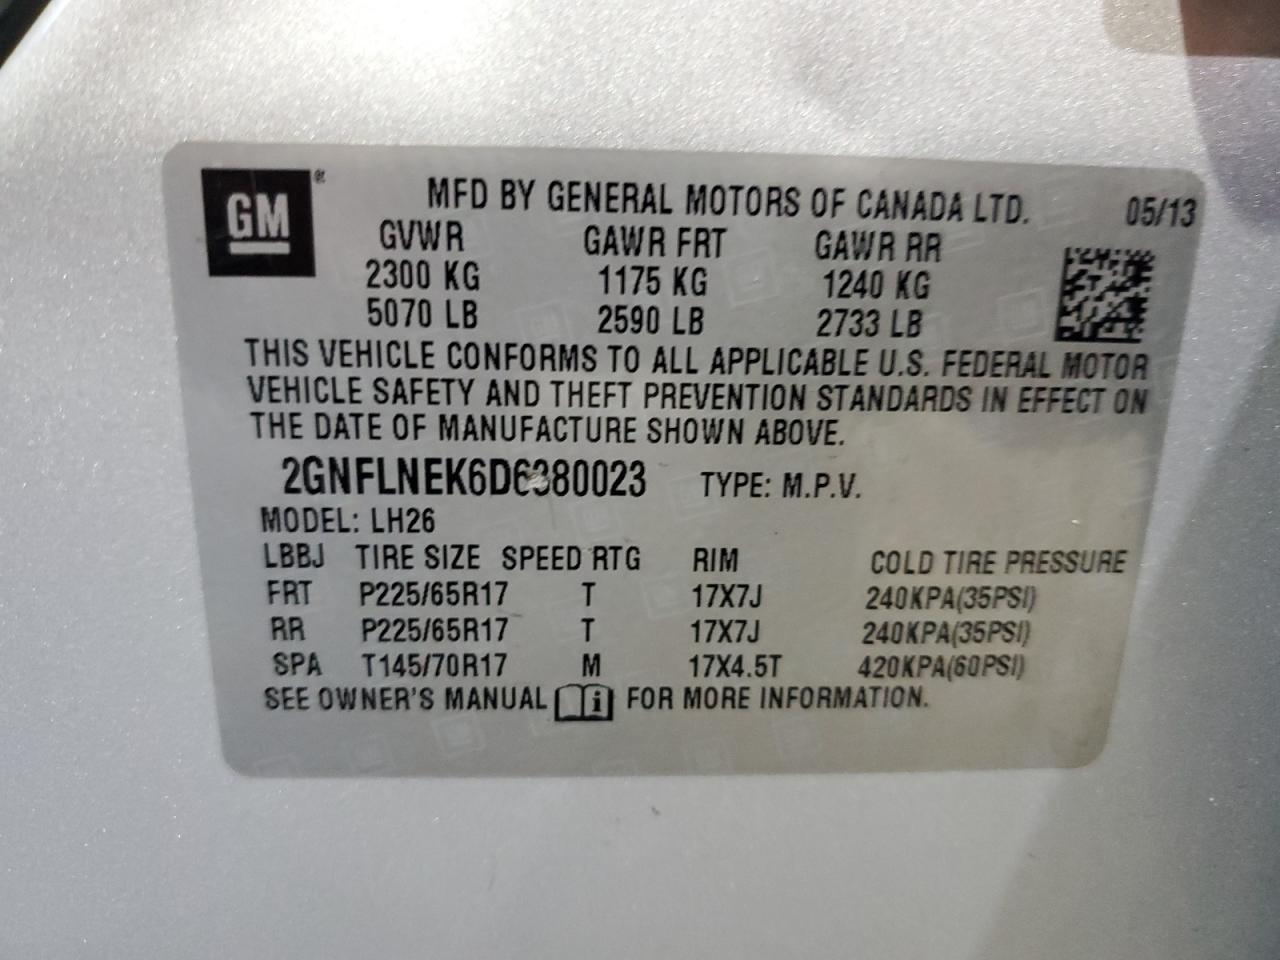 GM ®
MFD BY GENERAL MOTORS OF CANADA LTD. 05/13
GVWR GAWR FRT GAWR RR
2300 KG 1175 KG 1240 KG
5070 LB 2590 LB 2733 LB
THIS VEHICLE CONFORMS TO ALL APPLICABLE U.S. FEDERAL MOTOR
VEHICLE SAFETY AND THEFT PREVENTION STANDARDS IN EFFECT ON
THE DATE OF MANUFACTURE SHOWN ABOVE.
2GNFLNEK6D6380023 TYPE: M.P.V.
MODEL: LH26
LBBJ TIRE SIZE SPEED RTG RIM COLD TIRE PRESSURE
FRT P225/65R17 T 17X7J 240KPA(35PSI)
RR P225/65R17 T 17X7J 240KPA(35PSI)
SPA T145/70R17 M 17X4.5T 420KPA(60PSI)
SEE OWNER'S MANUAL i FOR MORE INFORMATION.